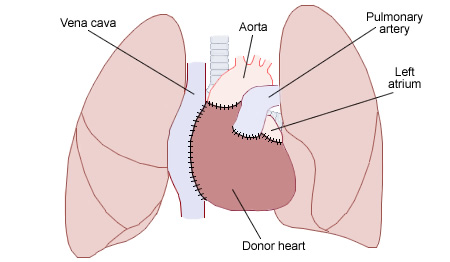 Vena cava
Aorta
Pulmonary
artery
Left
atrium
Donor heart